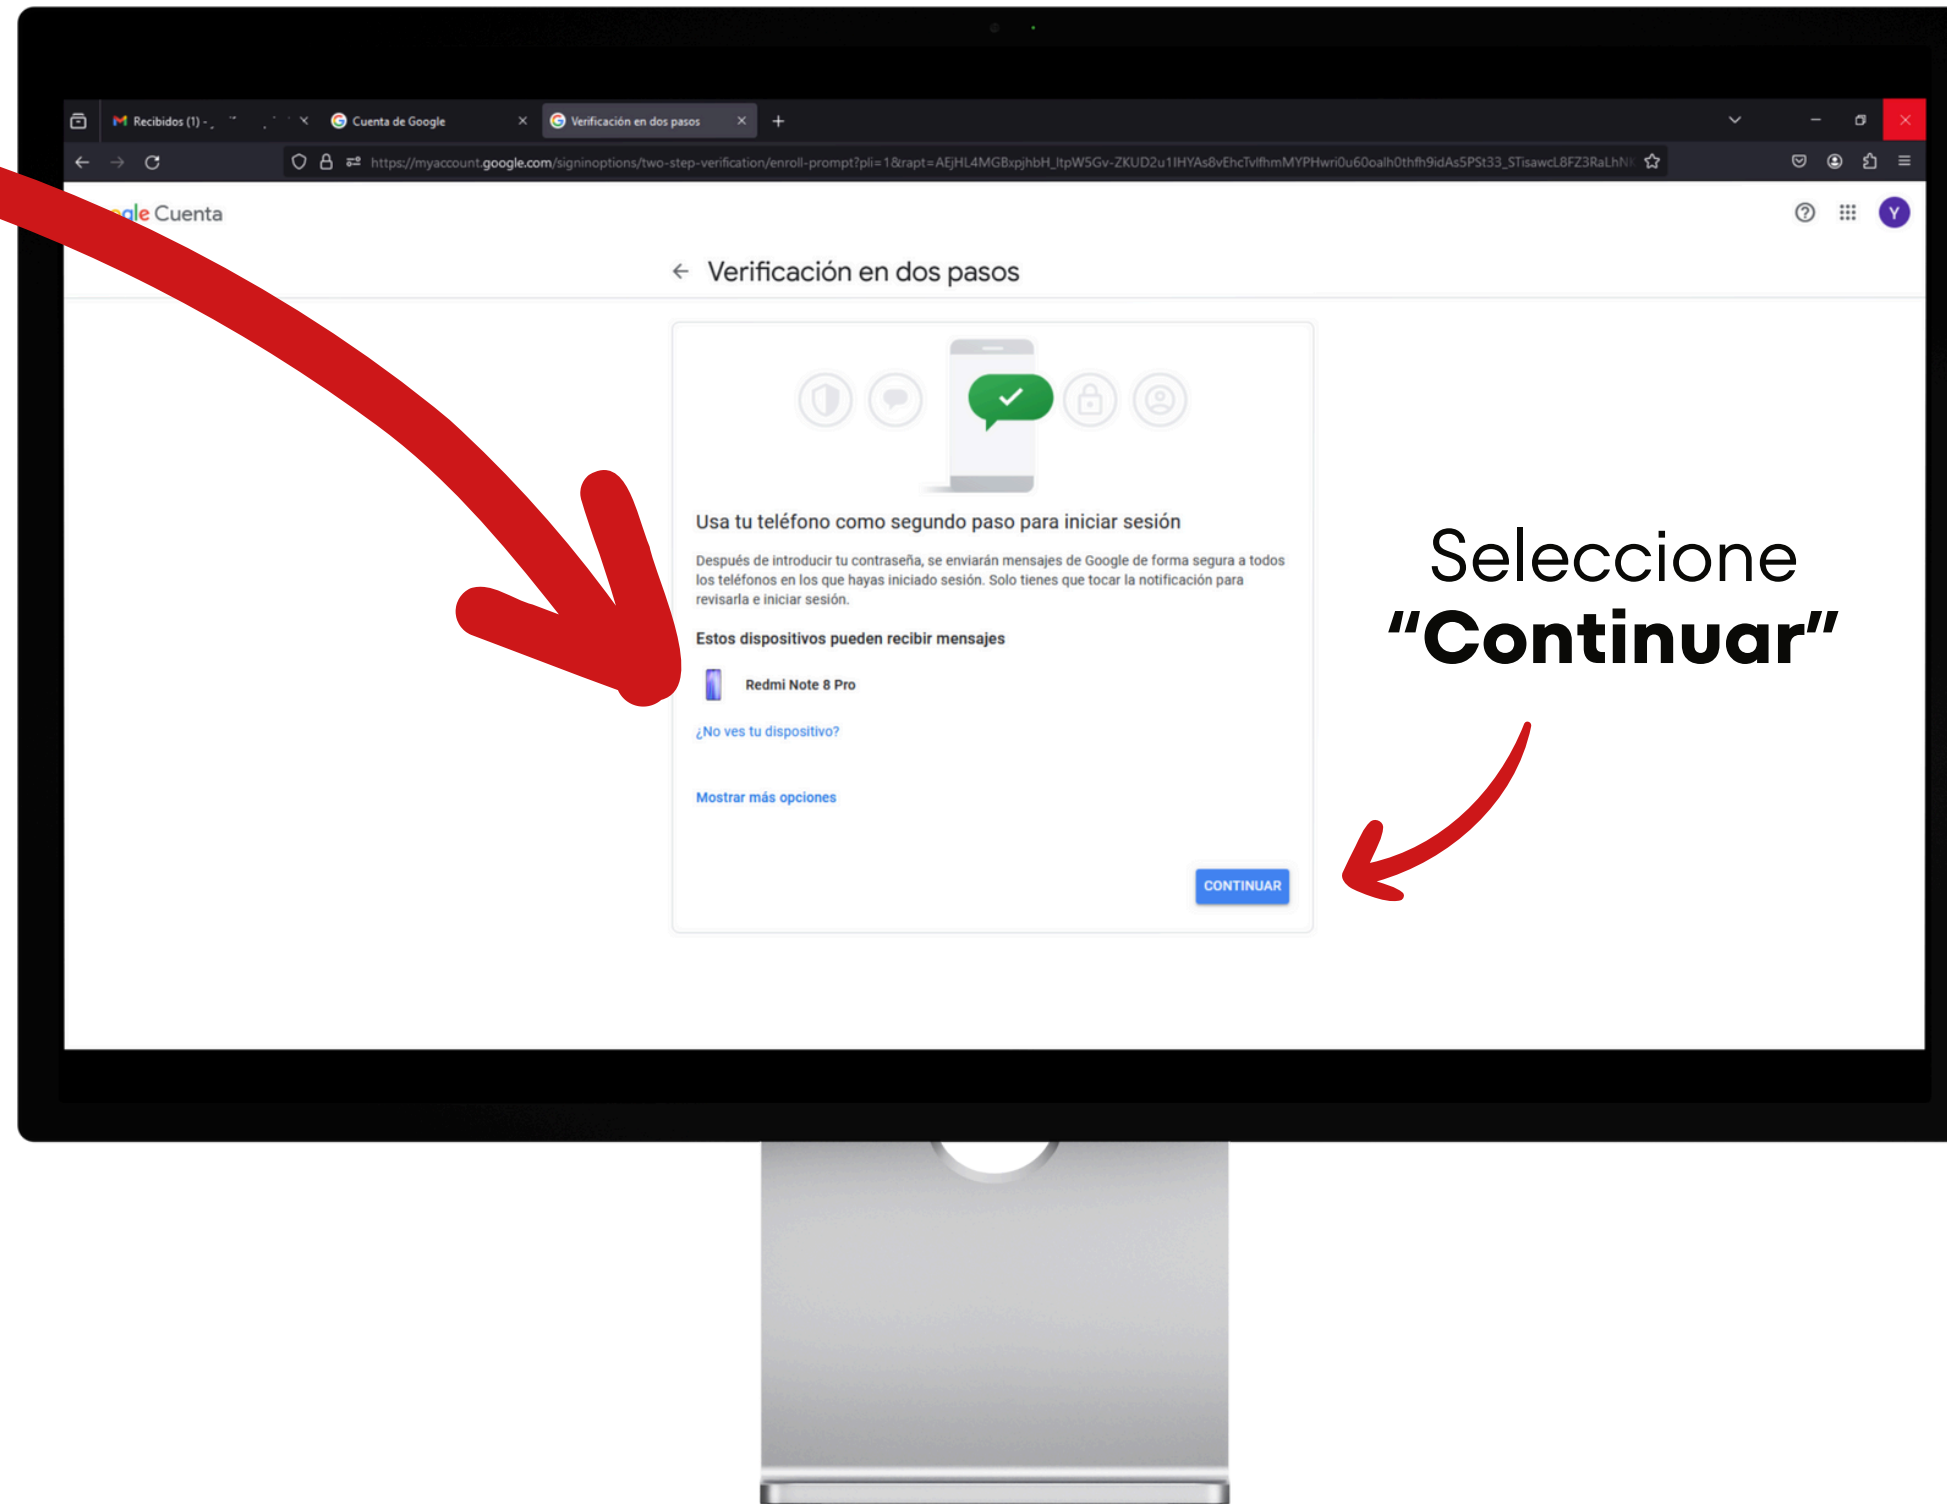 Recibidos (1) -
Cuenta de Google
Verificación en dos pasos
https://myaccount.google.com/signinoptions/two-step-verification/enroll-prompt?pli=1&rapt=
Cuenta
Y
Verificación en dos pasos
Usa tu teléfono como segundo paso para iniciar sesión
Después de introducir tu contraseña, se enviarán mensajes de Google de forma segura a todos
los teléfonos en los que hayas iniciado sesión. Solo tienes que tocar la notificación para
revisarla e iniciar sesión.
Estos dispositivos pueden recibir mensajes
Redmi Note 8 Pro
¿No ves tu dispositivo?
Mostrar más opciones
CONTINUAR
Seleccione
"Continuar"